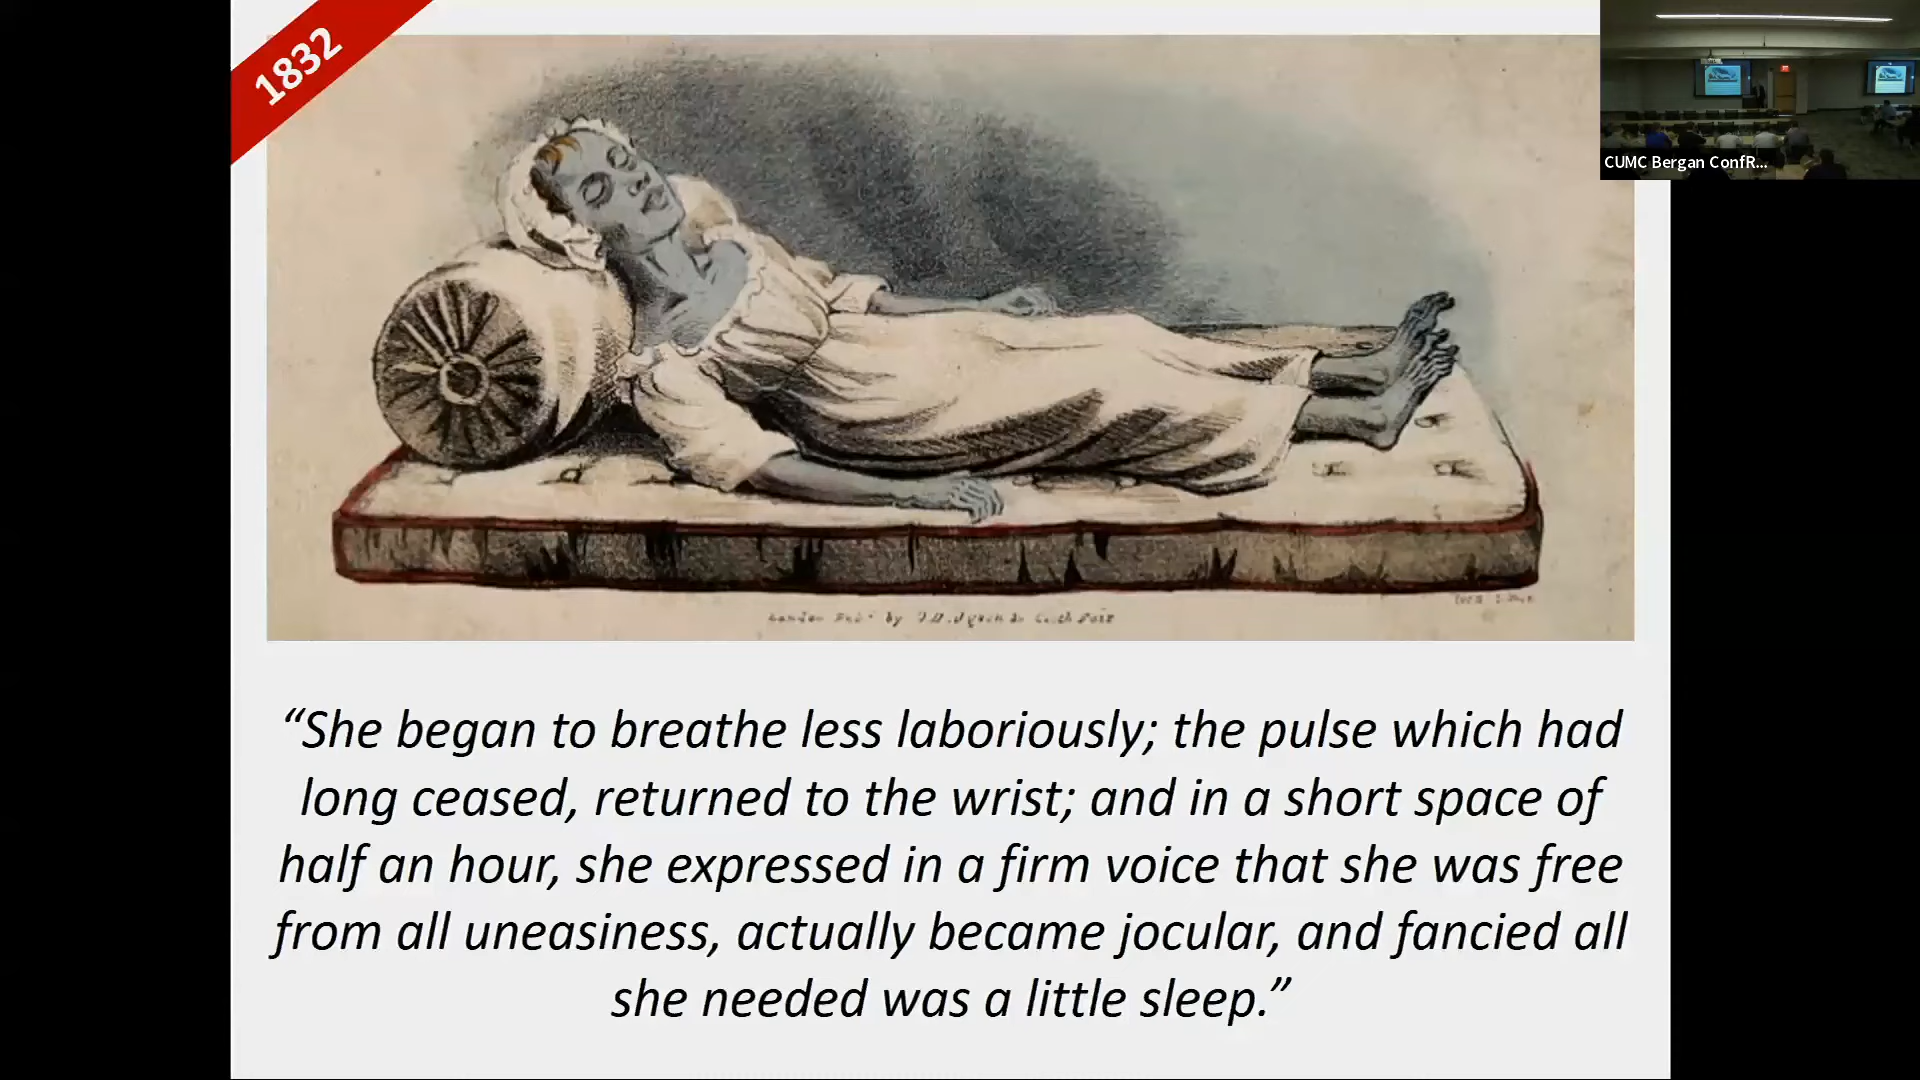 1832
CUMC Bergan ConfR...
London by
“She began to breathe less laboriously; the pulse which had
long ceased, returned to the wrist; and in a short space of
half an hour, she expressed in a firm voice that she was free
from all uneasiness, actually became jocular, and fancied all
she needed was a little sleep.”